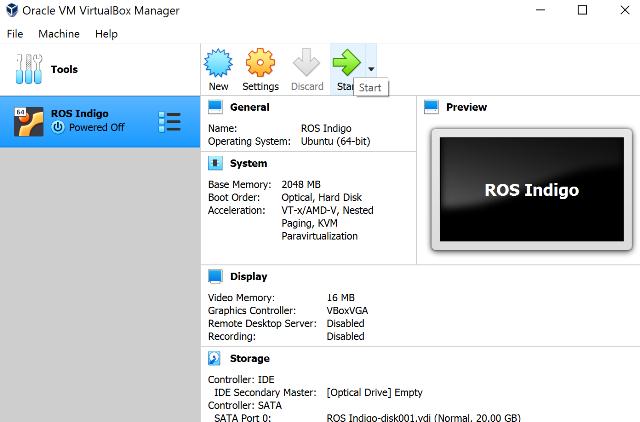 Oracle VM VirtualBox Manager
File Machine Help
Tools
New Settings Discard Start
Start
64
ROS Indigo
Powered Off
General
Name: ROS Indigo
Operating System: Ubuntu (64-bit)
System
Base Memory: 2048 MB
Boot Order: Optical, Hard Disk
Acceleration: VT-x/AMD-V, Nested
Paging, KVM
Paravirtualization
Preview
ROS Indigo
Display
Video Memory: 16 MB
Graphics Controller: VBoxVGA
Remote Desktop Server: Disabled
Recording: Disabled
Storage
Controller: IDE
IDE Secondary Master: [Optical Drive] Empty
Controller: SATA
SATA Port 0: ROS Indigo-disk001.vdi (Normal, 20.00 GB)